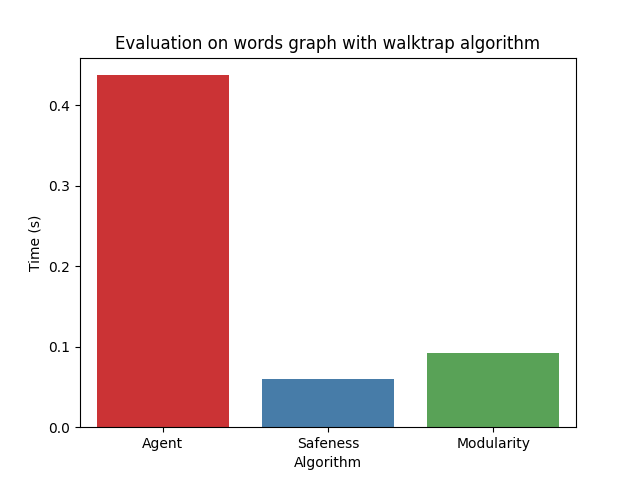 Evaluation on words graph with walktrap algorithm
Time (s)
0.4
0.3
0.2
0.1
0.0
Agent
Safeness
Modularity
Algorithm